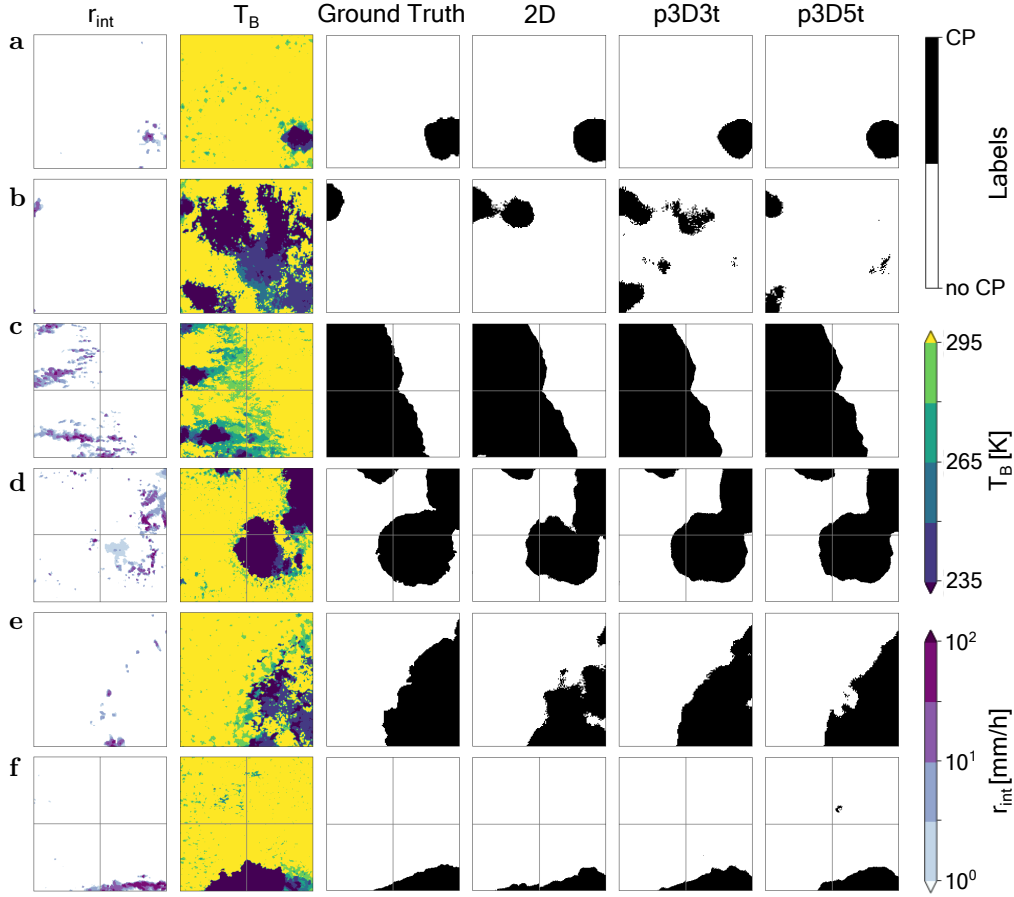 r_int T_B Ground Truth 2D p3D3t p3D5t
a
CP
Labels
no CP
b
c
295
265
235
T_B [K]
d
e
10^2
10^1
10^0
r_int [mm/h]
f